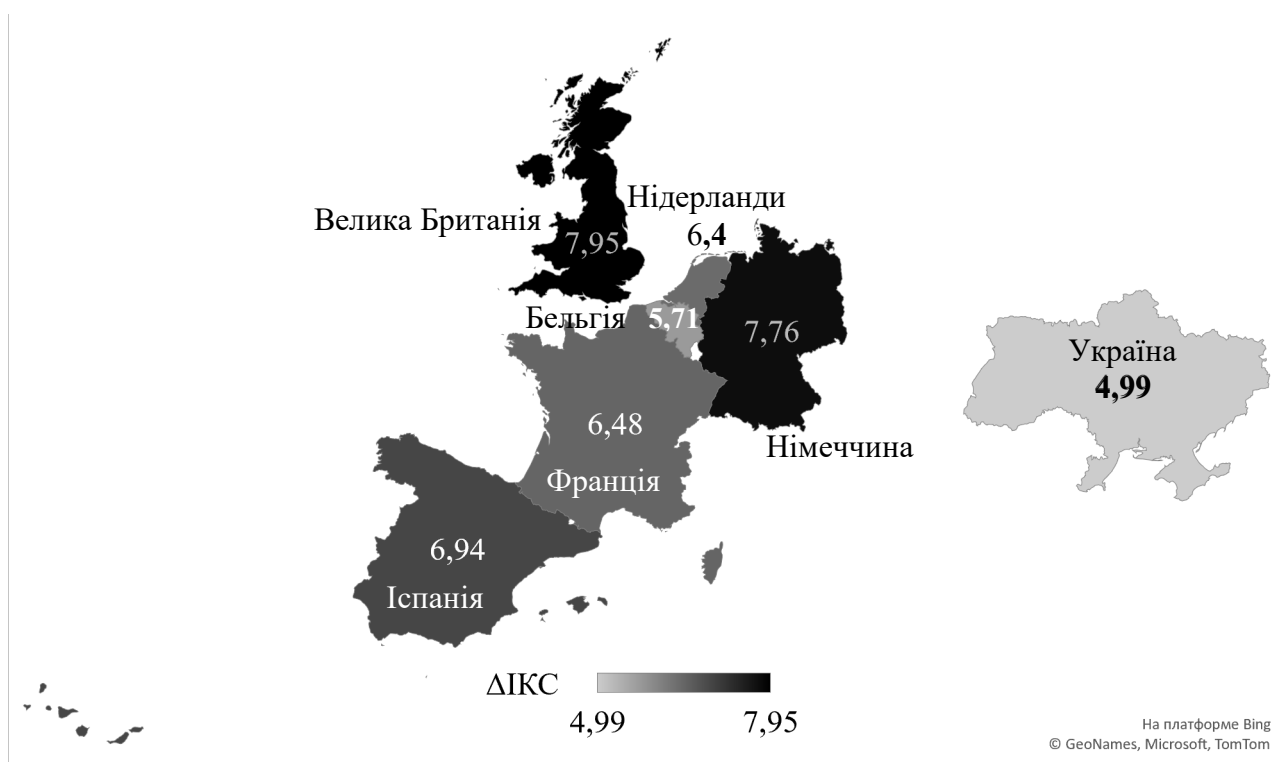 Нідерланди
6,4
Велика Британія
7,95
Бельгія
5,71
7,76
Німеччина
Україна
4,99
6,48
Франція
6,94
Іспанія
ΔІКС
4,99
7,95
На платформе Bing
© GeoNames, Microsoft, TomTom